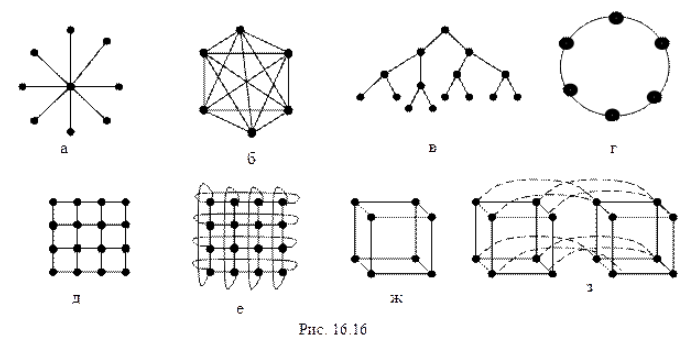 а б в г
д е ж з
Рис. 16.16